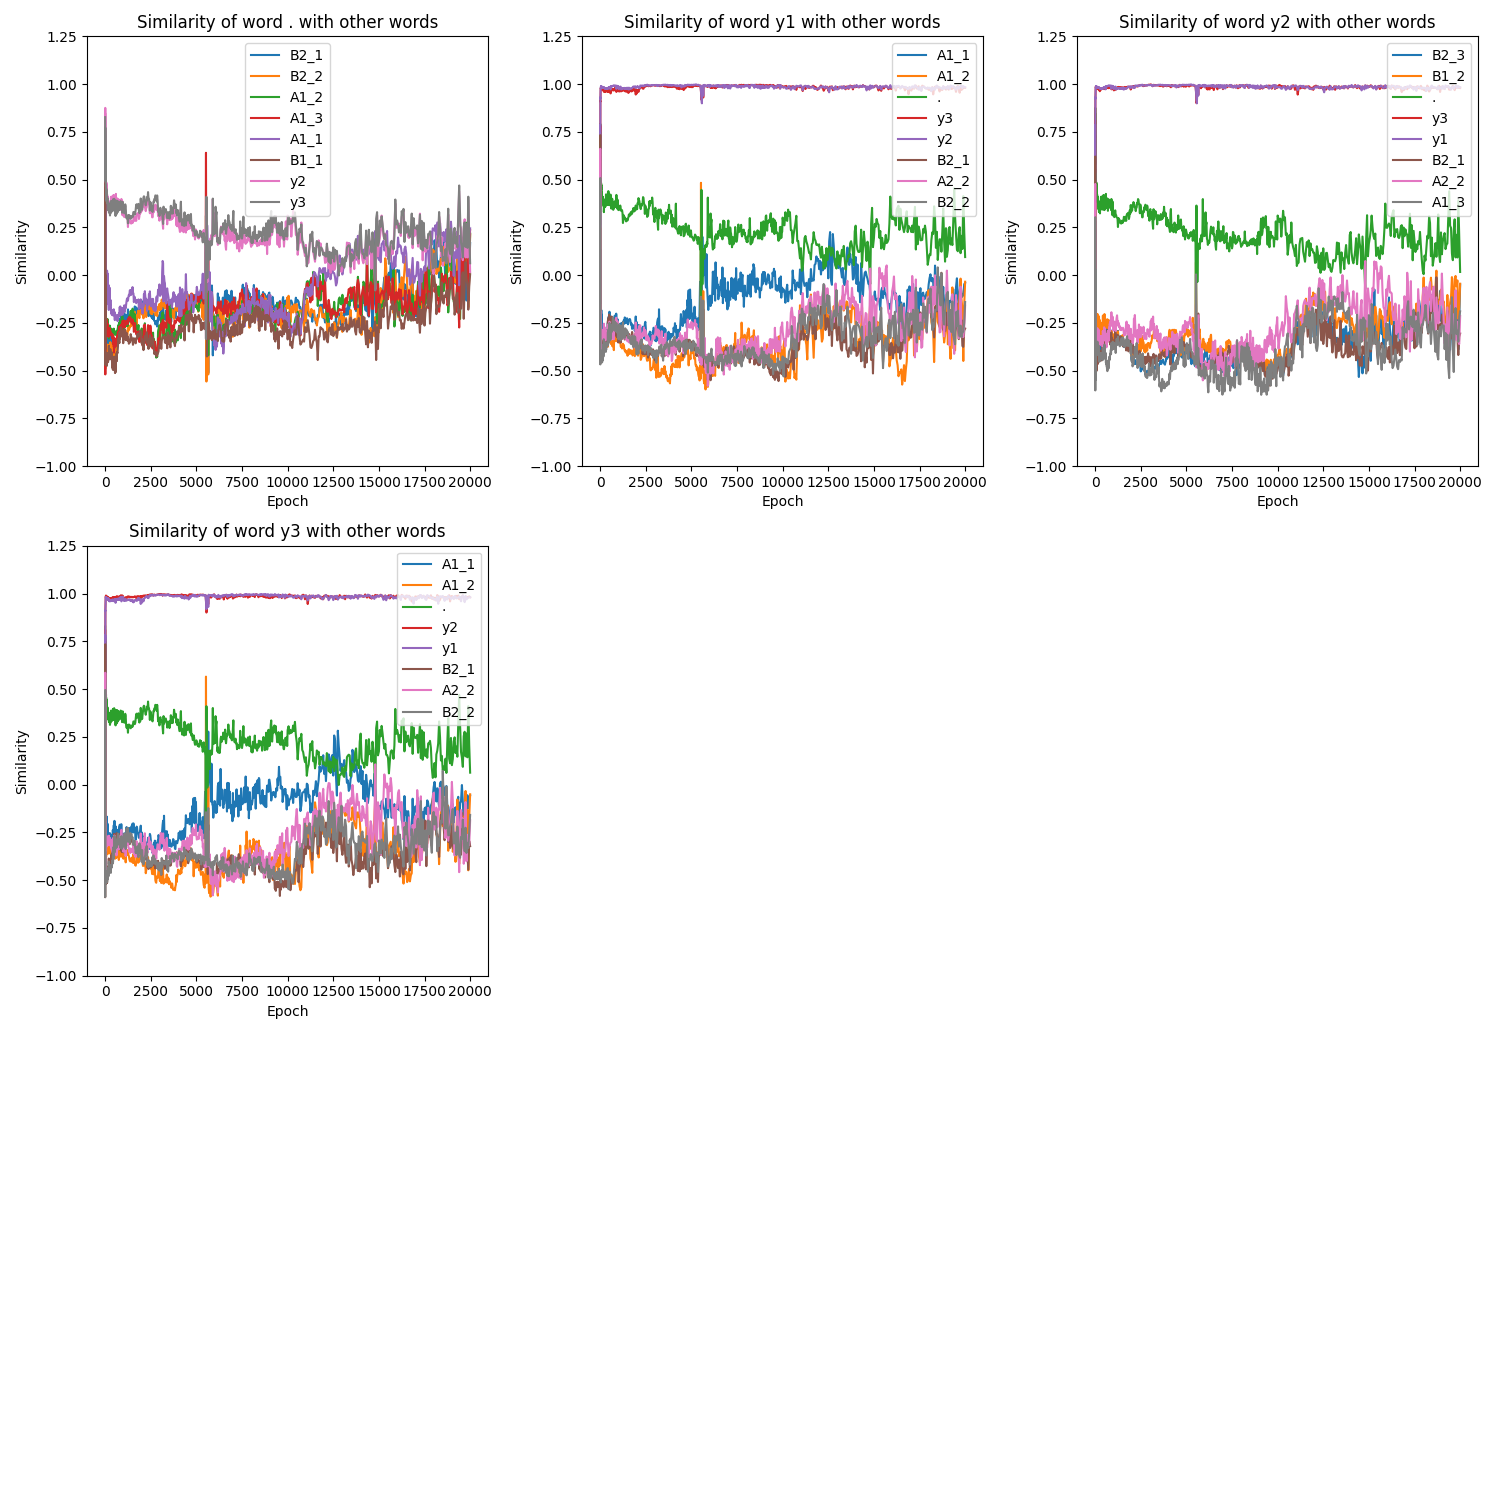 Similarity of word . with other words
1.25
1.00
0.75
0.50
0.25
0.00
−0.25
−0.50
−0.75
−1.00
Similarity
B2_1
B2_2
A1_2
A1_3
A1_1
B1_1
y2
y3
0 2500 5000 7500 10000 12500 15000 17500 20000
Epoch
Similarity of word y1 with other words
1.25
1.00
0.75
0.50
0.25
0.00
−0.25
−0.50
−0.75
−1.00
Similarity
A1_1
A1_2
.
y3
y2
B2_1
A2_2
B2_2
0 2500 5000 7500 10000 12500 15000 17500 20000
Epoch
Similarity of word y2 with other words
1.25
1.00
0.75
0.50
0.25
0.00
−0.25
−0.50
−0.75
−1.00
Similarity
B2_3
B1_2
.
y3
y1
B2_1
A2_2
A1_3
0 2500 5000 7500 10000 12500 15000 17500 20000
Epoch
Similarity of word y3 with other words
1.25
1.00
0.75
0.50
0.25
0.00
−0.25
−0.50
−0.75
−1.00
Similarity
A1_1
A1_2
.
y2
y1
B2_1
A2_2
B2_2
0 2500 5000 7500 10000 12500 15000 17500 20000
Epoch